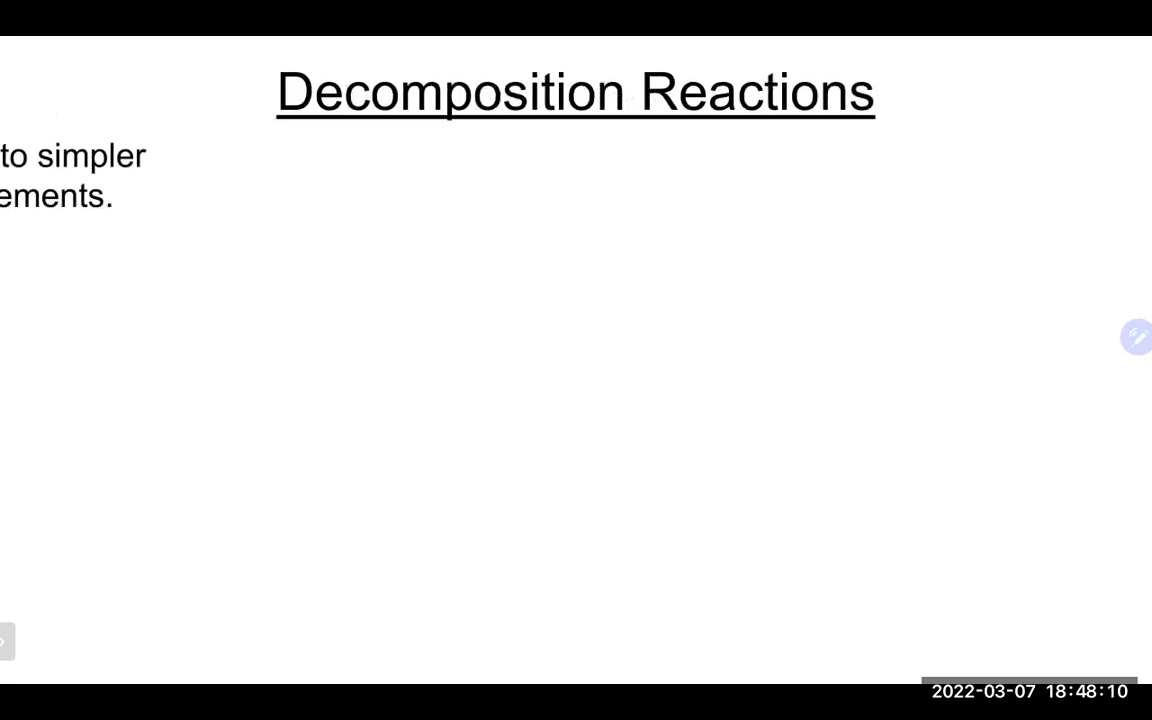 Decomposition Reactions
to simpler
ements.
2022-03-07 18:48:10